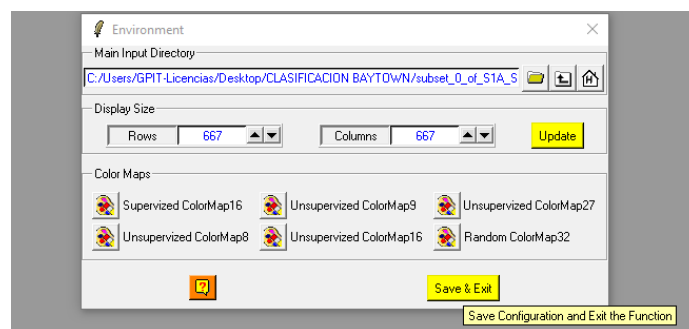 Environment
Main Input Directory
C:/Users/GPIT-Licencias/Desktop/CLASIFICACION BAYTOWN/subset_0_of_S1A_S
Display Size
Rows 667 Columns 667 Update
Color Maps
Supervized ColorMap16 Unsupervized ColorMap9 Unsupervized ColorMap27
Unsupervized ColorMap8 Unsupervized ColorMap16 Random ColorMap32
? Save & Exit
Save Configuration and Exit the Function